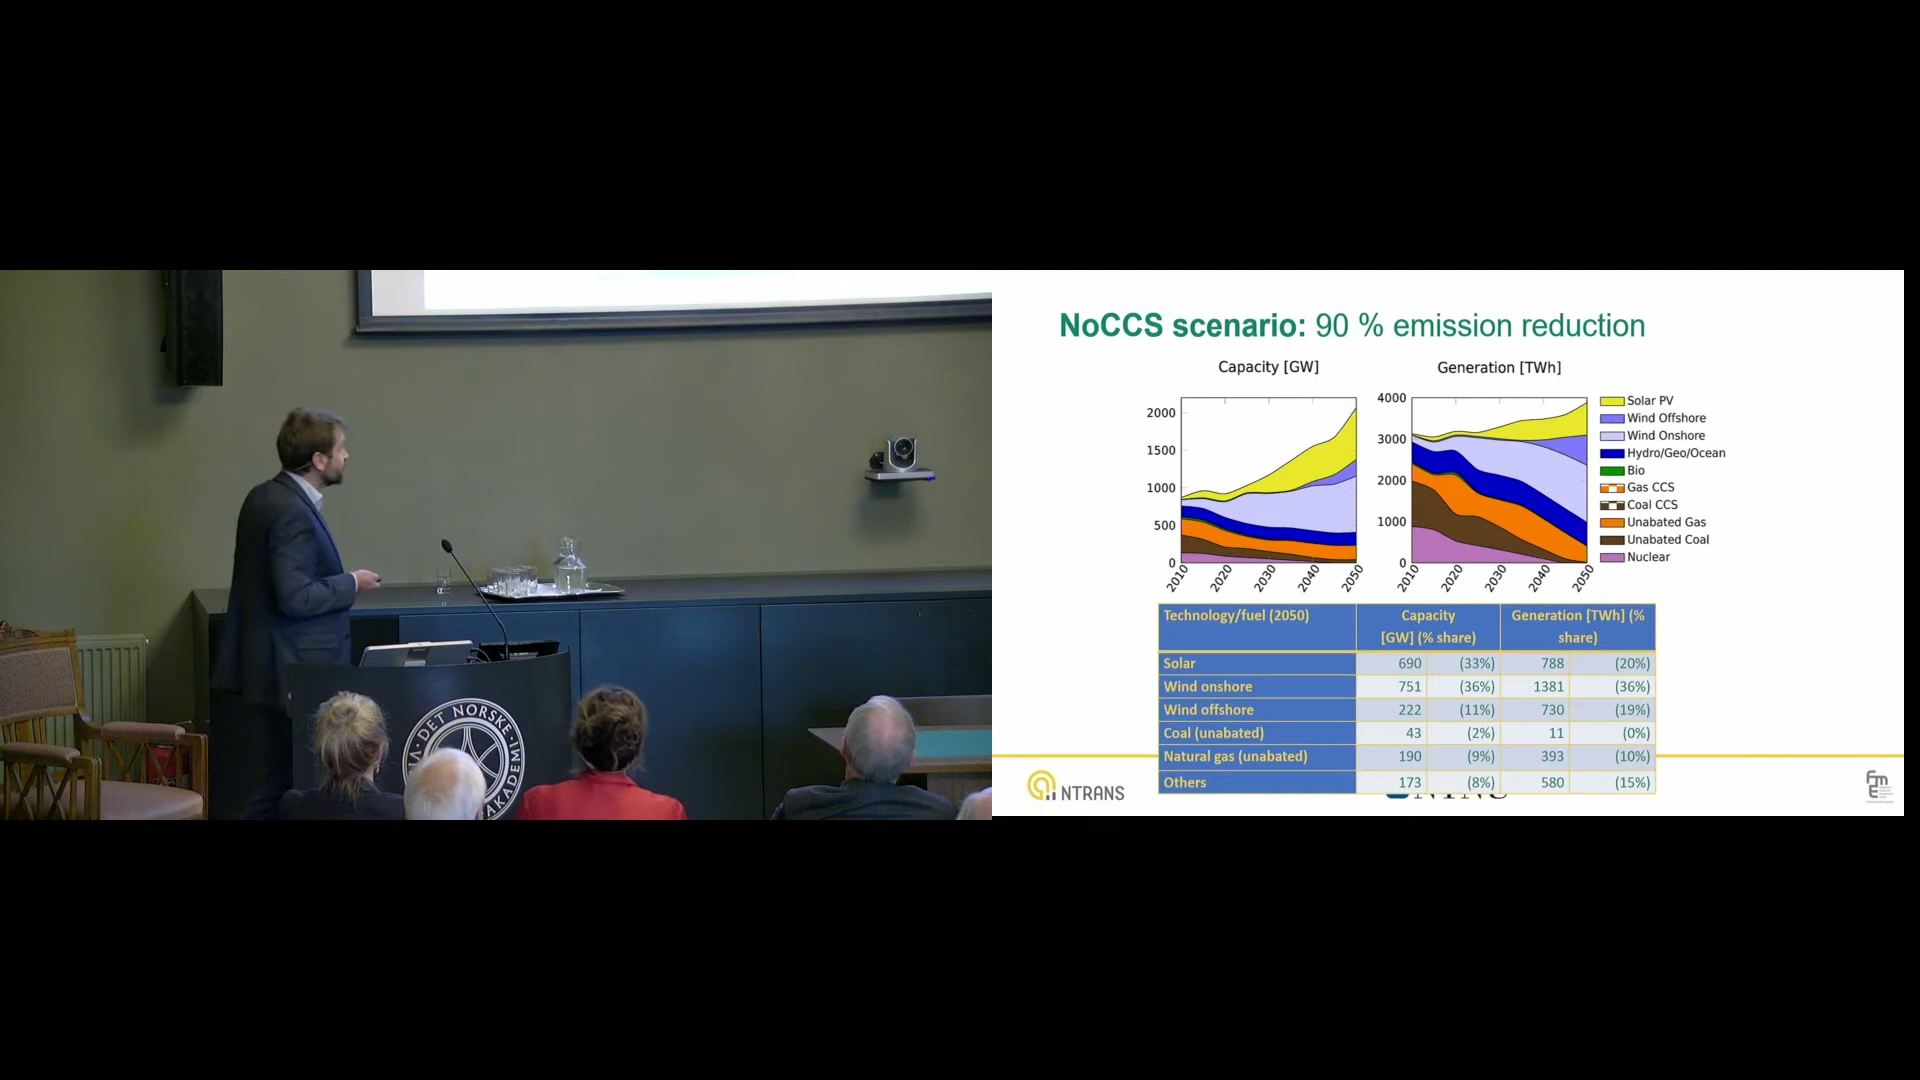 NoCCS scenario: 90 % emission reduction
Capacity [GW]
2000
1500
1000
500
0
2010
2020
2030
2040
2050
Generation [TWh]
4000
3000
2000
1000
0
2010
2020
2030
2040
2050
Solar PV
Wind Offshore
Wind Onshore
Hydro/Geo/Ocean
Bio
Gas CCS
Coal CCS
Unabated Gas
Unabated Coal
Nuclear
Technology/fuel (2050) Capacity [GW] (% share) Generation [TWh] (% share)
Solar 690 (33%) 788 (20%)
Wind onshore 751 (36%) 1381 (36%)
Wind offshore 222 (11%) 730 (19%)
Coal (unabated) 43 (2%) 11 (0%)
Natural gas (unabated) 190 (9%) 393 (10%)
Others 173 (8%) 580 (15%)
NTRANS
FME
DET NORSKE
AKADEMI